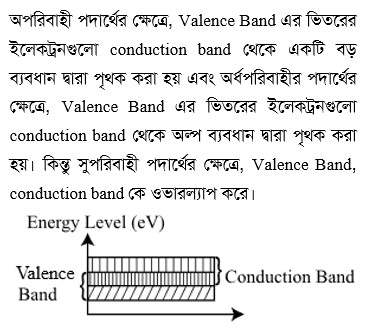 অপরিবাহী পদার্থের ক্ষেত্রে, Valence Band এর ভিতরের
ইলেকট্রনগুলো conduction band থেকে একটি বড়
ব্যবধান দ্বারা পৃথক করা হয় এবং অর্ধপরিবাহীর পদার্থের
ক্ষেত্রে, Valence Band এর ভিতরের ইলেকট্রনগুলো
conduction band থেকে অল্প ব্যবধান দ্বারা পৃথক করা
হয়। কিন্তু সুপরিবাহী পদার্থের ক্ষেত্রে, Valence Band,
conduction band কে ওভারল্যাপ করে।
Energy Level (eV)
Valence
Band
Conduction Band